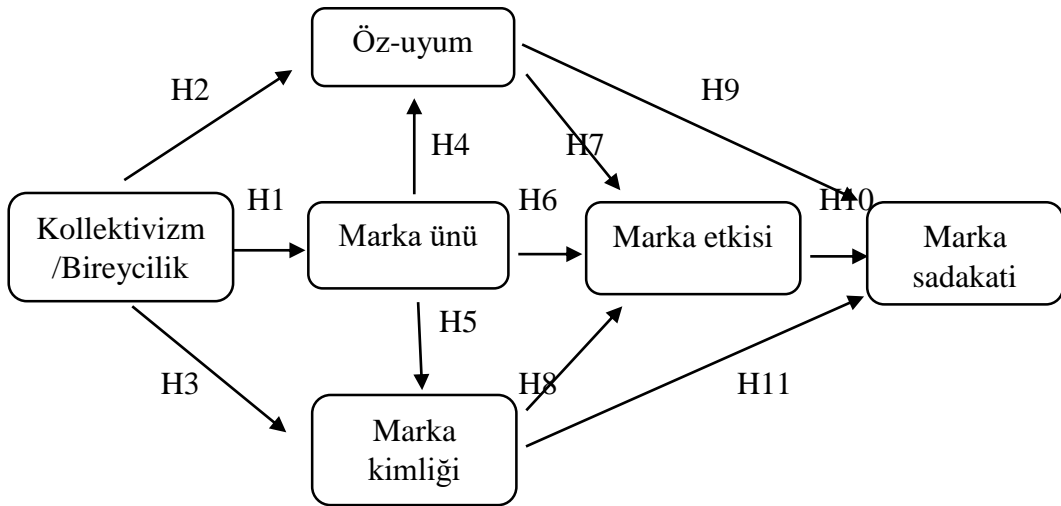 Öz-uyum
H2
H9
H4
H7
H1
H6
H10
Kollektivizm
/Bireycilik
Marka ünü
Marka etkisi
Marka
sadakati
H5
H3
H8
H11
Marka
kimliği